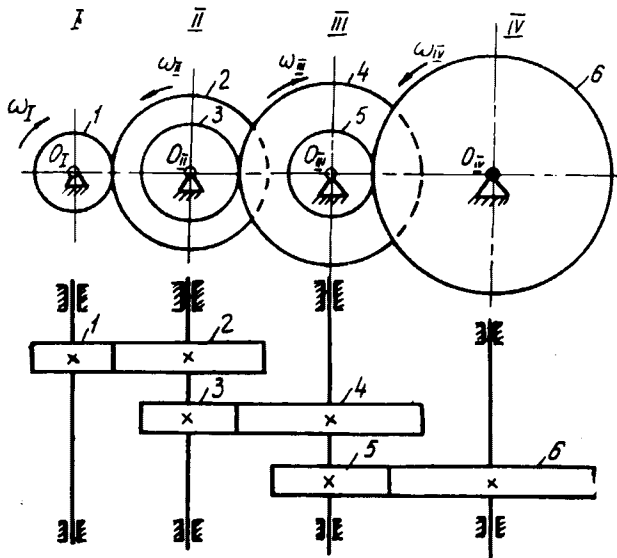 I II III IV
ω_I 1 ω_II 2 3 ω_III 4 5 ω_IV 6
O_I O_II O_III O_IV
1 2
3 4
5 6